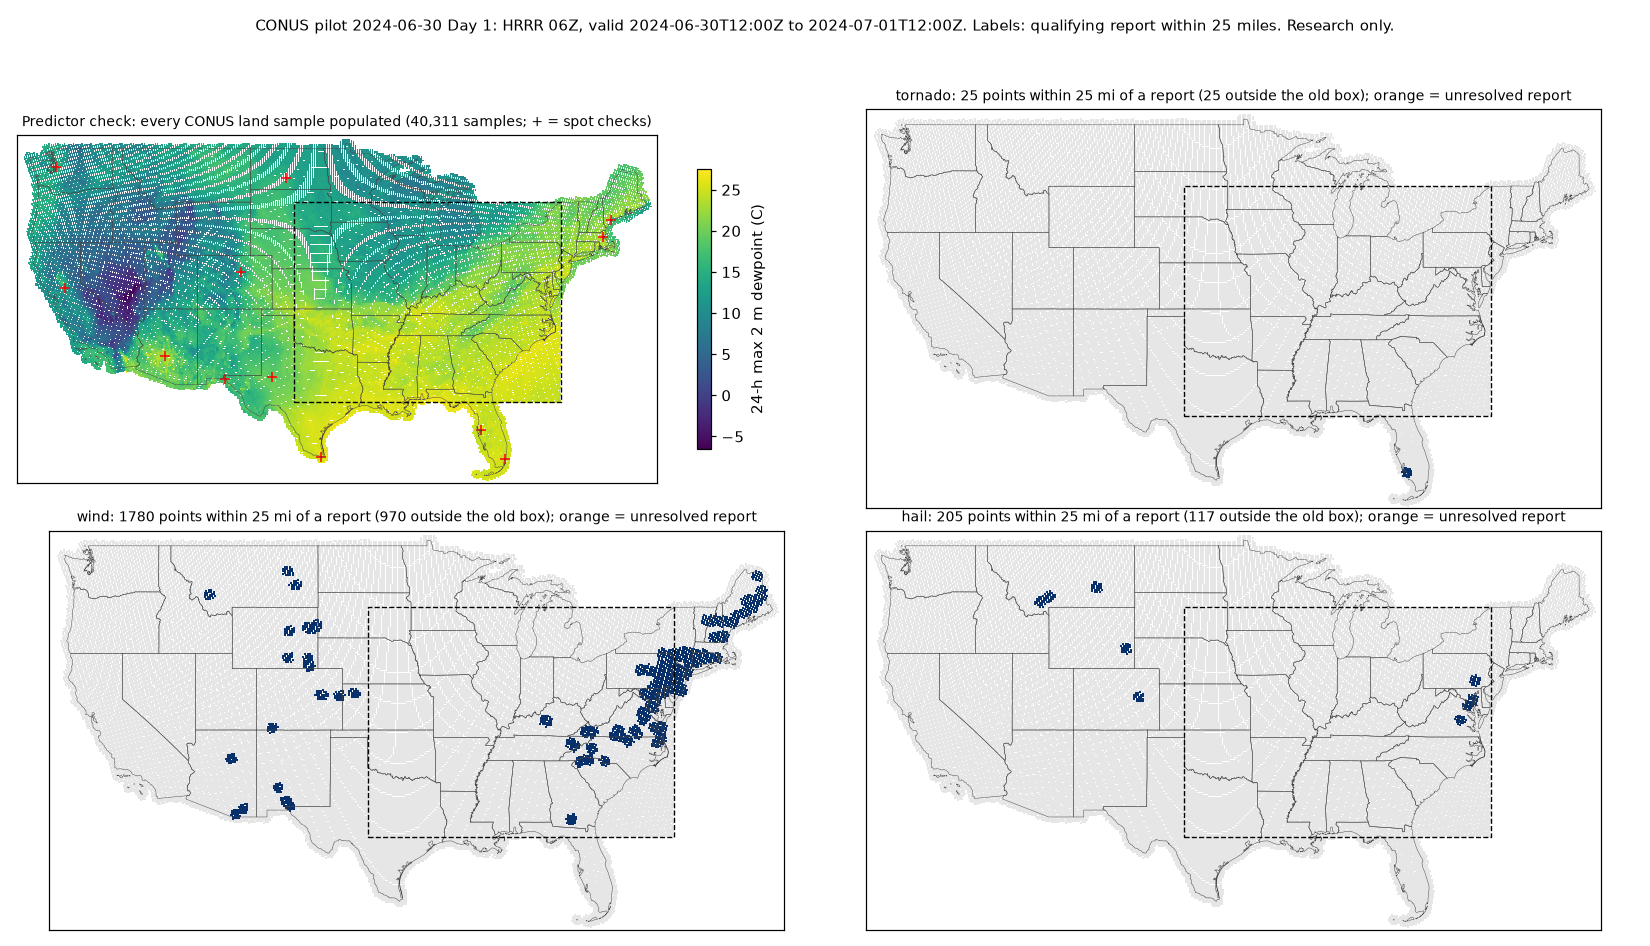 CONUS pilot 2024-06-30 Day 1: HRRR 06Z, valid 2024-06-30T12:00Z to 2024-07-01T12:00Z. Labels: qualifying report within 25 miles. Research only.
Predictor check: every CONUS land sample populated (40,311 samples; + = spot checks)
25
20
15
10
5
0
−5
24-h max 2 m dewpoint (C)
tornado: 25 points within 25 mi of a report (25 outside the old box); orange = unresolved report
wind: 1780 points within 25 mi of a report (970 outside the old box); orange = unresolved report
hail: 205 points within 25 mi of a report (117 outside the old box); orange = unresolved report